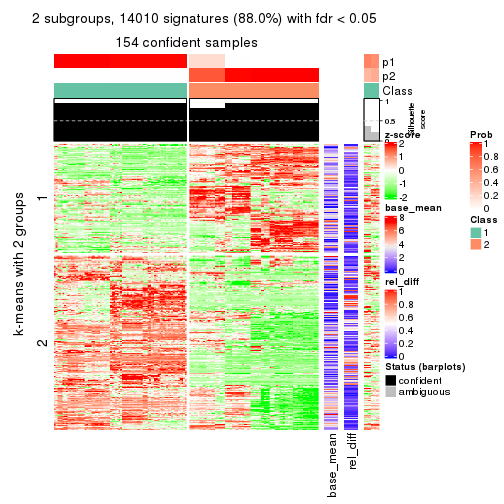 2 subgroups, 14010 signatures (88.0%) with fdr < 0.05
154 confident samples
p1
p2
Class
1
0.5
0
Silhouette score
k-means with 2 groups
1
2
z-score
2
1
0
-1
-2
base_mean
8
6
4
2
0
rel_diff
1
0.8
0.6
0.4
0.2
0
Status (barplots)
confident
ambiguous
Prob
1
0.8
0.6
0.4
0.2
0
Class
1
2
base_mean
rel_diff